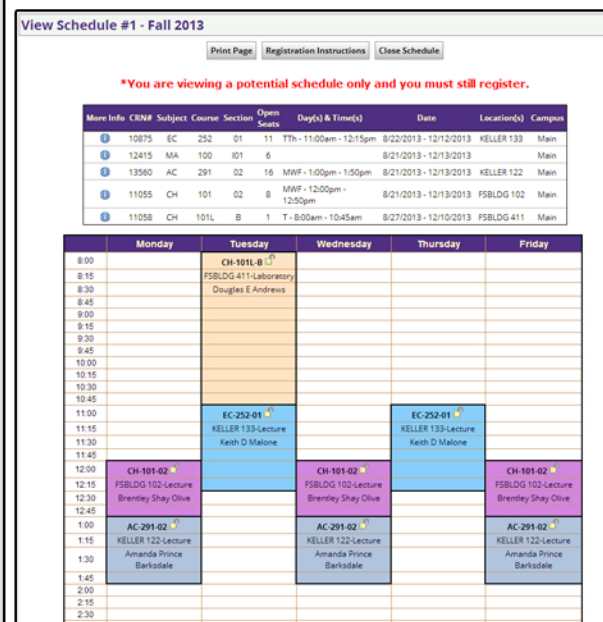 View Schedule #1 - Fall 2013
Print Page Registration Instructions Close Schedule
*You are viewing a potential schedule only and you must still register.
More Info CRN# Subject Course Section Open Seats Day(s) & Time(s) Date Location(s) Campus
10875 EC 252 01 11 TTh - 11:00am - 12:15pm 8/22/2013 - 12/12/2013 KELLER 133 Main
12415 MA 100 I01 6 8/21/2013 - 12/13/2013 Main
13560 AC 291 02 16 MWF - 1:00pm - 1:50pm 8/21/2013 - 12/13/2013 KELLER 122 Main
11055 CH 101 02 8 MWF - 12:00pm - 12:50pm 8/21/2013 - 12/13/2013 FSBLDG 102 Main
11058 CH 101L B 1 T - 8:00am - 10:45am 8/27/2013 - 12/10/2013 FSBLDG 411 Main
Monday Tuesday Wednesday Thursday Friday
8:00 CH-101L-B
8:15 FSBLDG 411-Laboratory
8:30 Douglas E Andrews
8:45
9:00
9:15
9:30
9:45
10:00
10:15
10:30
10:45
11:00 EC-252-01 EC-252-01
11:15 KELLER 133-Lecture KELLER 133-Lecture
11:30 Keith D Malone Keith D Malone
11:45
12:00 CH-101-02 CH-101-02 CH-101-02
12:15 FSBLDG 102-Lecture FSBLDG 102-Lecture FSBLDG 102-Lecture
12:30 Brentley Shay Olive Brentley Shay Olive Brentley Shay Olive
12:45
1:00 AC-291-02 AC-291-02 AC-291-02
1:15 KELLER 122-Lecture KELLER 122-Lecture KELLER 122-Lecture
1:30 Amanda Prince Barksdale Amanda Prince Barksdale Amanda Prince Barksdale
1:45
2:00
2:15
2:30